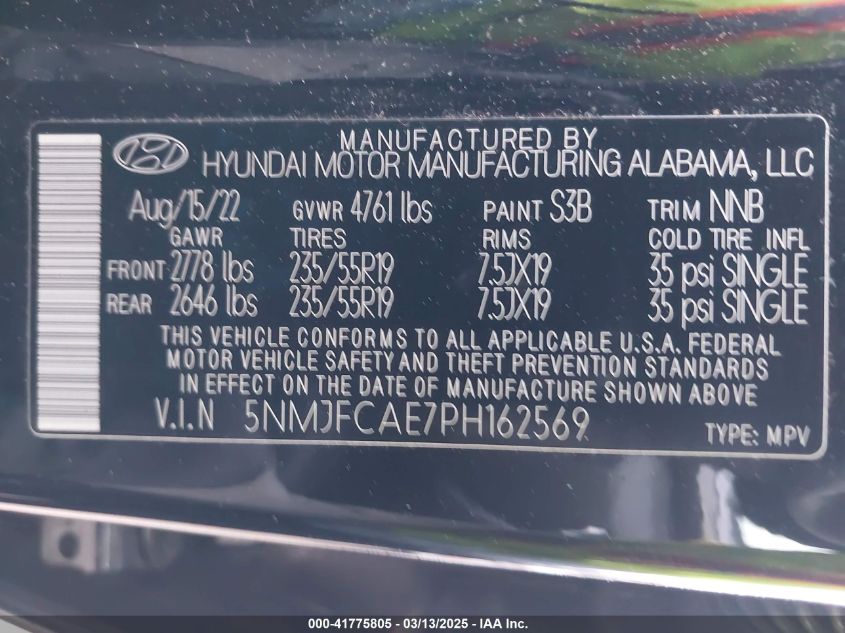 MANUFACTURED BY
HYUNDAI MOTOR MANUFACTURING ALABAMA, LLC
Aug/15/22 GVWR 4761 lbs PAINT S3B TRIM NNB
GAWR TIRES RIMS COLD TIRE INFL
FRONT 2778 lbs 235/55R19 7.5JX19 35 psi SINGLE
REAR 2646 lbs 235/55R19 7.5JX19 35 psi SINGLE
THIS VEHICLE CONFORMS TO ALL APPLICABLE U.S.A. FEDERAL
MOTOR VEHICLE SAFETY AND THEFT PREVENTION STANDARDS
IN EFFECT ON THE DATE OF MANUFACTURE SHOWN ABOVE
V.I.N 5NMJFCAE7PH162569
TYPE: MPV
000-41775805 - 03/13/2025 - IAA Inc.